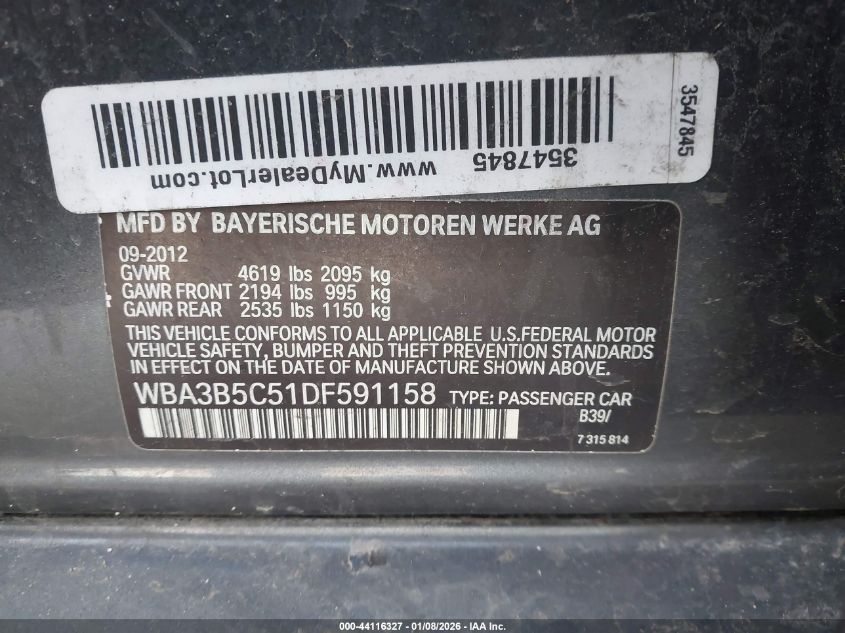 3547845
www.MyDealerLot.com
3547845
MFD BY BAYERISCHE MOTOREN WERKE AG
09-2012
GVWR 4619 lbs 2095 kg
GAWR FRONT 2194 lbs 995 kg
GAWR REAR 2535 lbs 1150 kg
THIS VEHICLE CONFORMS TO ALL APPLICABLE U.S.FEDERAL MOTOR
VEHICLE SAFETY, BUMPER AND THEFT PREVENTION STANDARDS
IN EFFECT ON THE DATE OF MANUFACTURE SHOWN ABOVE.
WBA3B5C51DF591158 TYPE: PASSENGER CAR
B39/
7 315 814
000-44116327 - 01/08/2026 - IAA Inc.